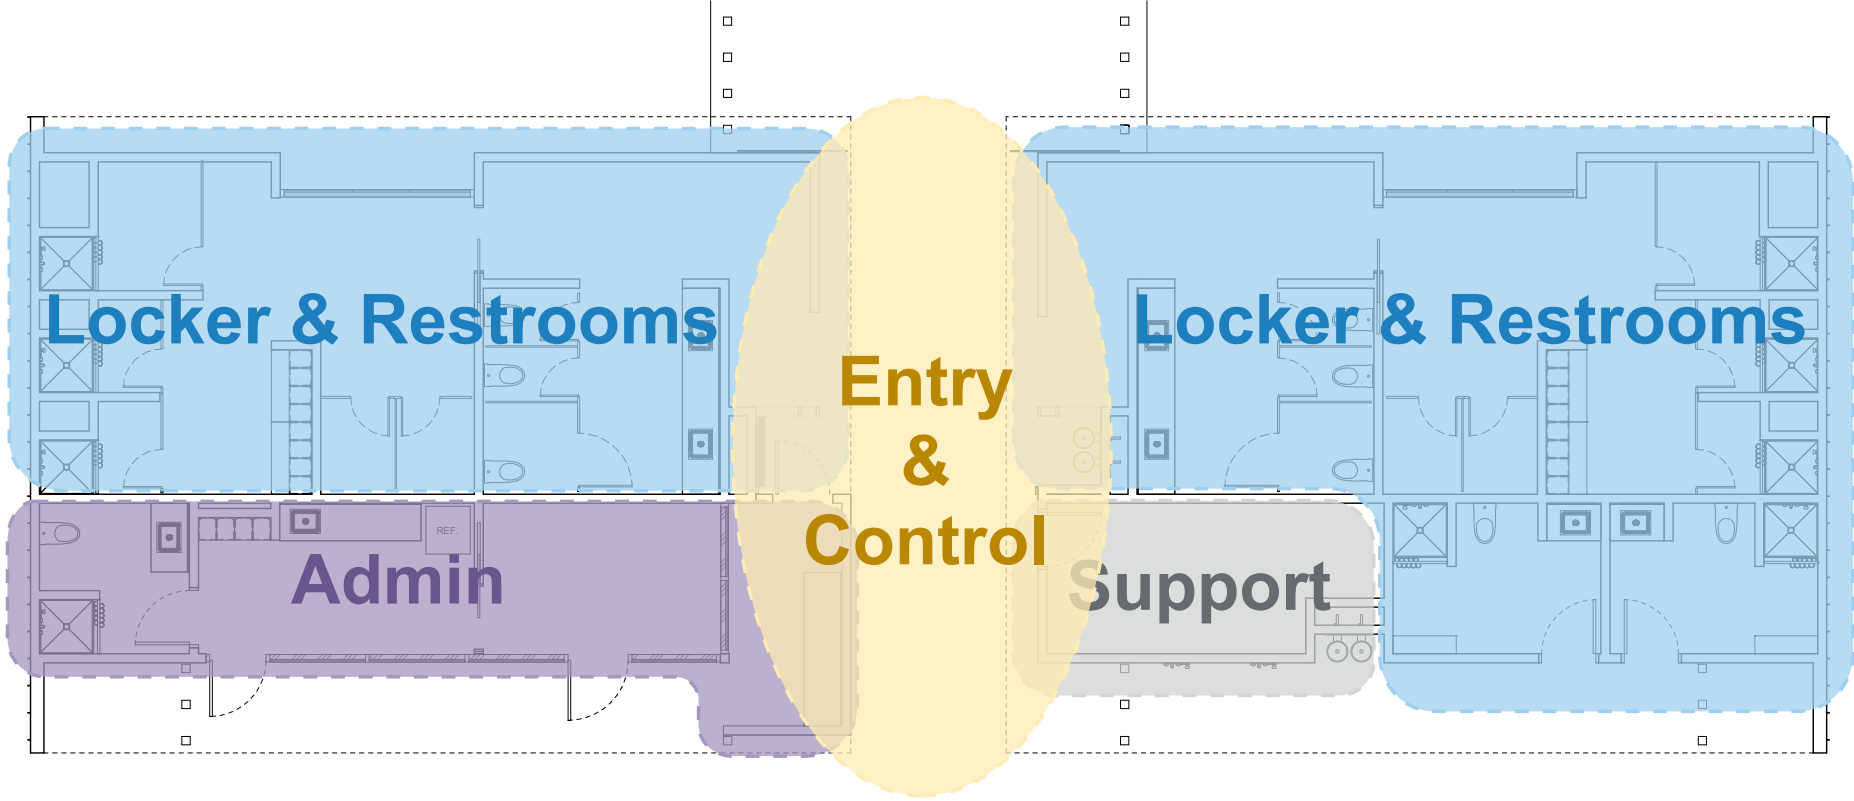 Locker & Restrooms
Locker & Restrooms
Entry
&
Control
REF.
Admin
Support